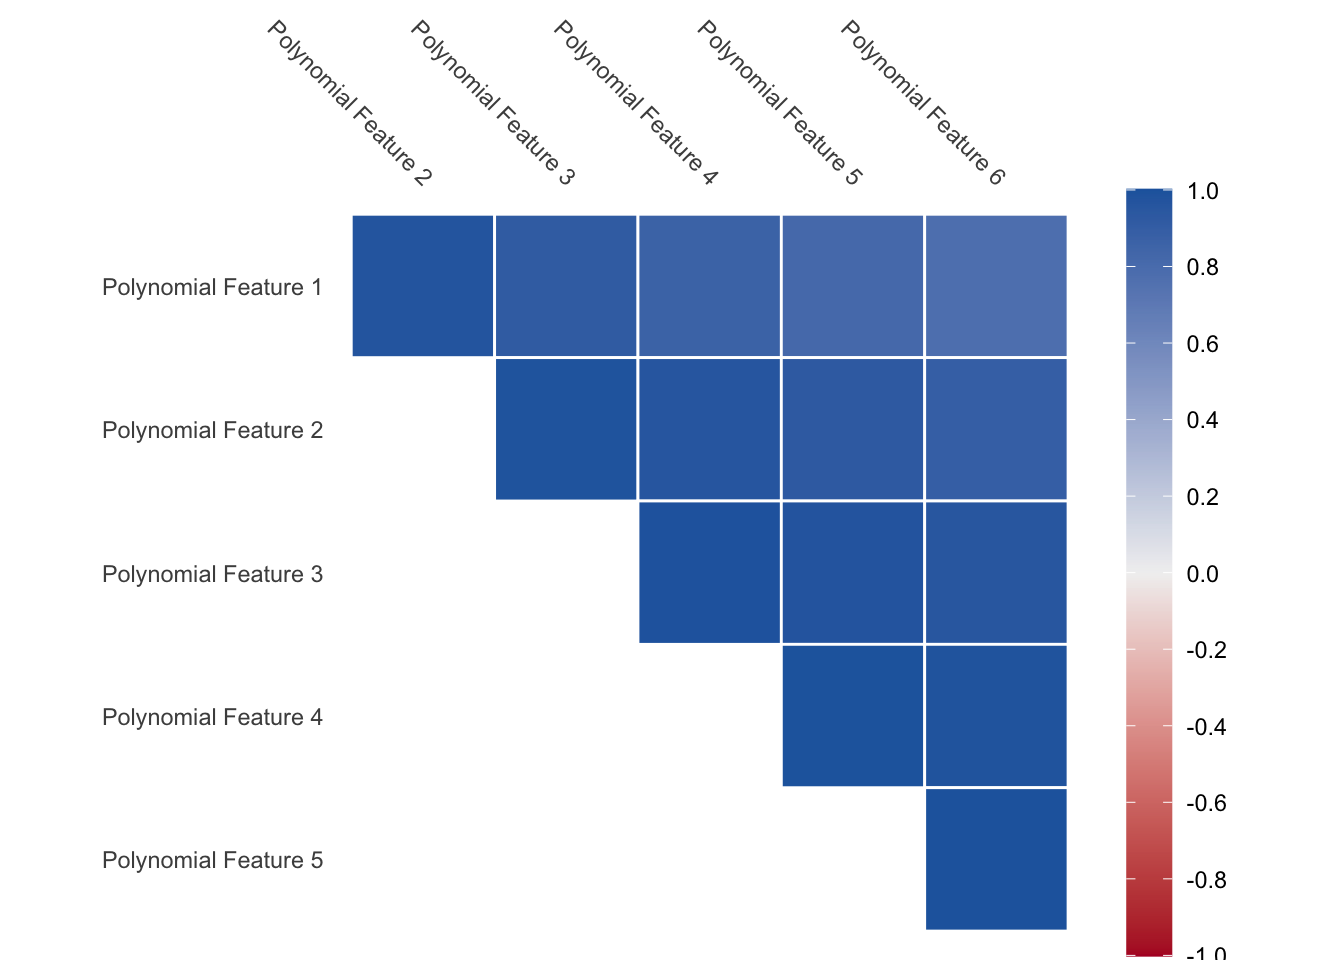 Polynomial Feature 2
Polynomial Feature 3
Polynomial Feature 4
Polynomial Feature 5
Polynomial Feature 6
Polynomial Feature 1
Polynomial Feature 2
Polynomial Feature 3
Polynomial Feature 4
Polynomial Feature 5
1.0
0.8
0.6
0.4
0.2
0.0
-0.2
-0.4
-0.6
-0.8
-1.0